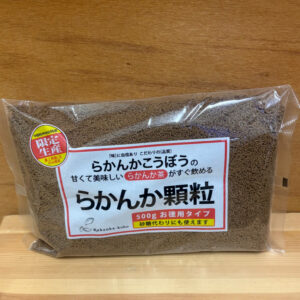 限定
生産
「味」に自信あり こだわりの「品質」
らかんかこうぼうの
甘くて美味しい らかんか茶 がすぐ飲める
らかんか顆粒
500g お徳用タイプ
砂糖代わりにも使えます